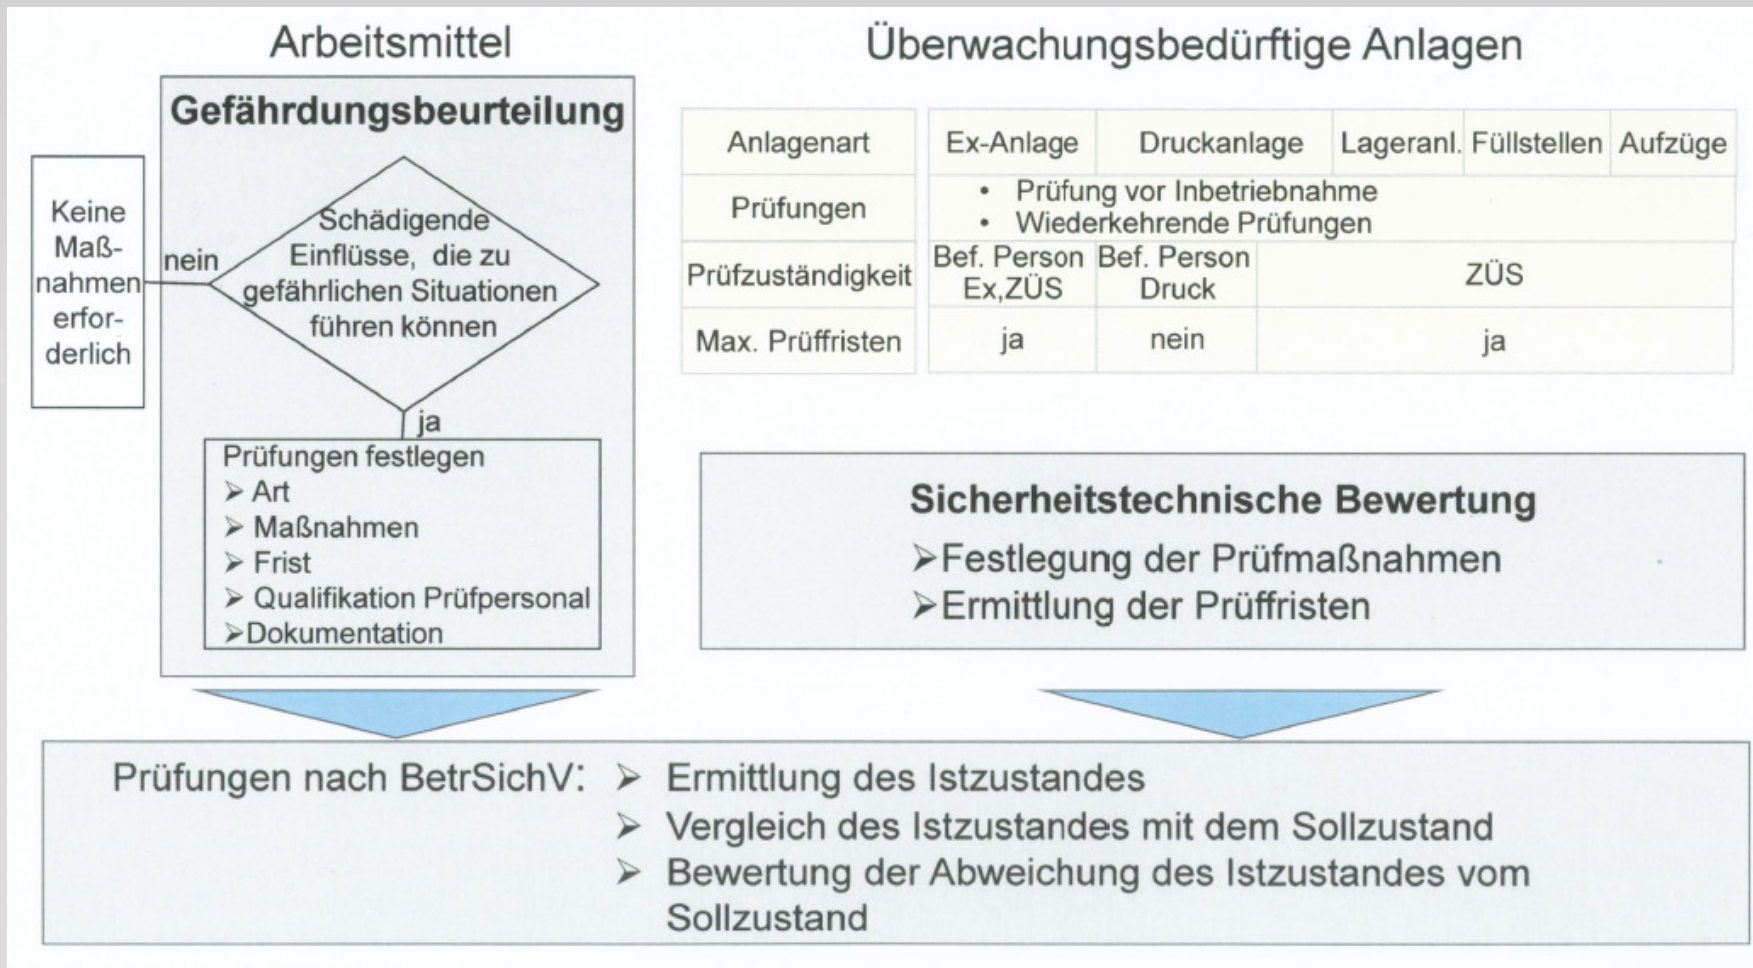 Arbeitsmittel
Gefährdungsbeurteilung
Keine
Maß-
nahmen
erfor-
derlich
nein
Schädigende
Einflüsse, die zu
gefährlichen Situationen
führen können
ja
Prüfungen festlegen
➢ Art
➢ Maßnahmen
➢ Frist
➢ Qualifikation Prüfpersonal
➢Dokumentation
Überwachungsbedürftige Anlagen
Anlagenart Ex-Anlage Druckanlage Lageranl. Füllstellen Aufzüge
Prüfungen
• Prüfung vor Inbetriebnahme
• Wiederkehrende Prüfungen
Prüfzuständigkeit
Bef. Person
Ex,ZÜS
Bef. Person
Druck
ZÜS
Max. Prüffristen ja nein ja
Sicherheitstechnische Bewertung
➢Festlegung der Prüfmaßnahmen
➢Ermittlung der Prüffristen
Prüfungen nach BetrSichV: ➢ Ermittlung des Istzustandes
➢ Vergleich des Istzustandes mit dem Sollzustand
➢ Bewertung der Abweichung des Istzustandes vom
Sollzustand